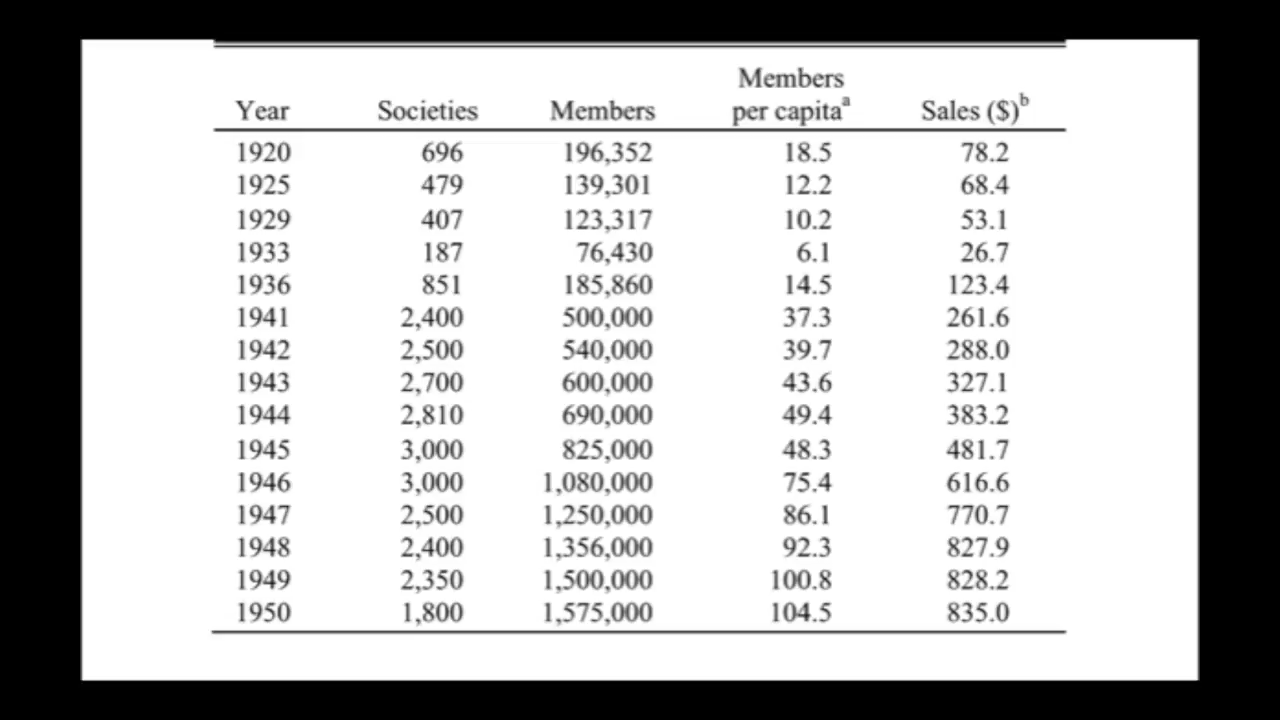 Members
Year Societies Members per capitaᵃ Sales ($)ᵇ
1920 696 196,352 18.5 78.2
1925 479 139,301 12.2 68.4
1929 407 123,317 10.2 53.1
1933 187 76,430 6.1 26.7
1936 851 185,860 14.5 123.4
1941 2,400 500,000 37.3 261.6
1942 2,500 540,000 39.7 288.0
1943 2,700 600,000 43.6 327.1
1944 2,810 690,000 49.4 383.2
1945 3,000 825,000 48.3 481.7
1946 3,000 1,080,000 75.4 616.6
1947 2,500 1,250,000 86.1 770.7
1948 2,400 1,356,000 92.3 827.9
1949 2,350 1,500,000 100.8 828.2
1950 1,800 1,575,000 104.5 835.0